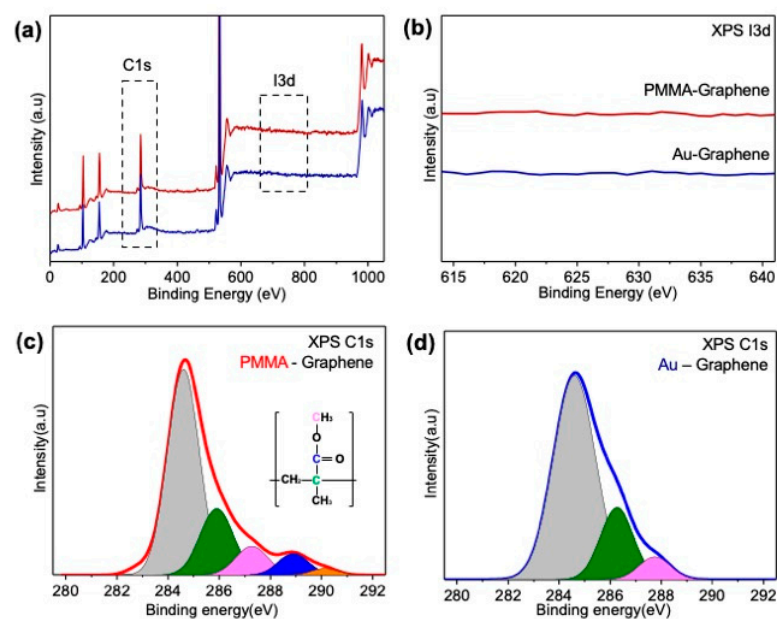 (a)
C1s
I3d
Intensity (a.u)
0 200 400 600 800 1000
Binding Energy (eV)
(b)
XPS I3d
PMMA-Graphene
Au-Graphene
Intensity (a.u)
615 620 625 630 635 640
Binding Energy (eV)
(c)
XPS C1s
PMMA - Graphene
CH₃
O
C=O
CH₂ C
CH₃
Intensity(a.u)
280 282 284 286 288 290 292
Binding energy(eV)
(d)
XPS C1s
Au – Graphene
Intensity(a.u)
280 282 284 286 288 290 292
Binding energy(eV)